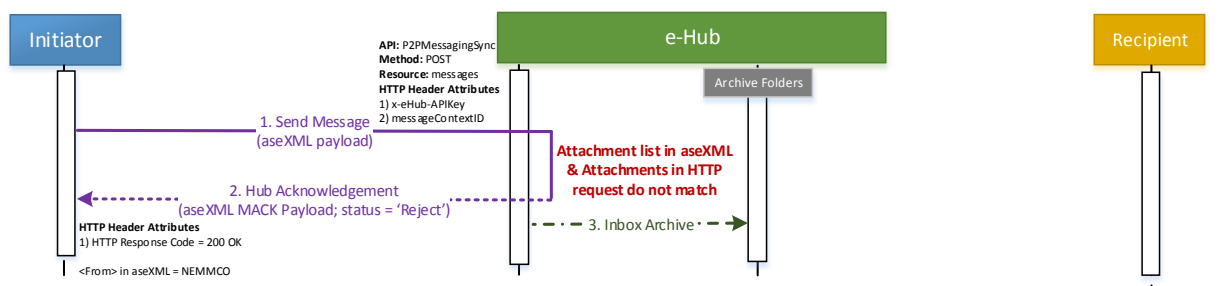 Initiator
e-Hub
Recipient
API: P2PMessagingSync
Method: POST
Resource: messages
HTTP Header Attributes
1) x-eHub-APIKey
2) messageContextID
Archive Folders
1. Send Message
(aseXML payload)
Attachment list in aseXML
& Attachments in HTTP
request do not match
2. Hub Acknowledgement
(aseXML MACK Payload; status = ‘Reject’)
3. Inbox Archive
HTTP Header Attributes
1) HTTP Response Code = 200 OK
<From> in aseXML = NEMMCO